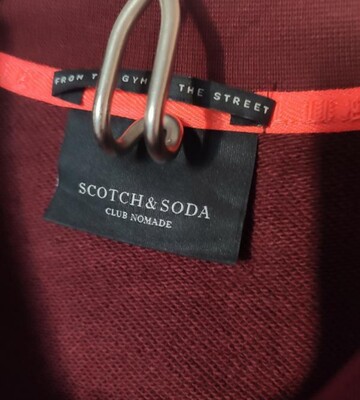 FROM T GYM THE STREET
SCOTCH & SODA
CLUB NOMADE